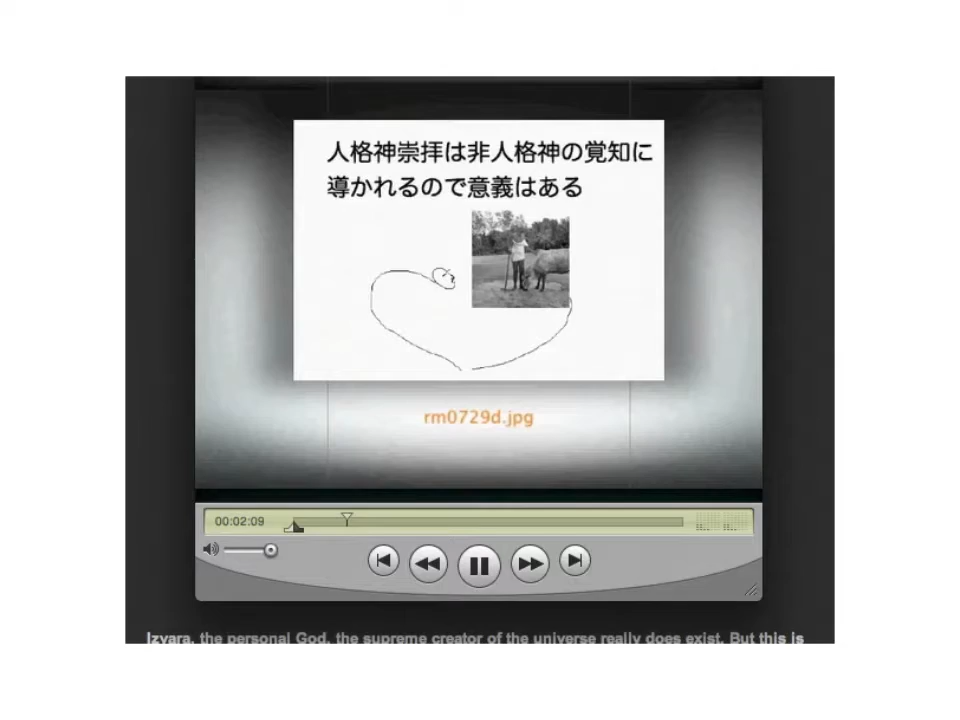 人格神崇拝は非人格神の覚知に
導かれるので意義はある
rm0729d.jpg
00:02:09
Izvara, the personal God, the supreme creator of the universe really does exist. But this is